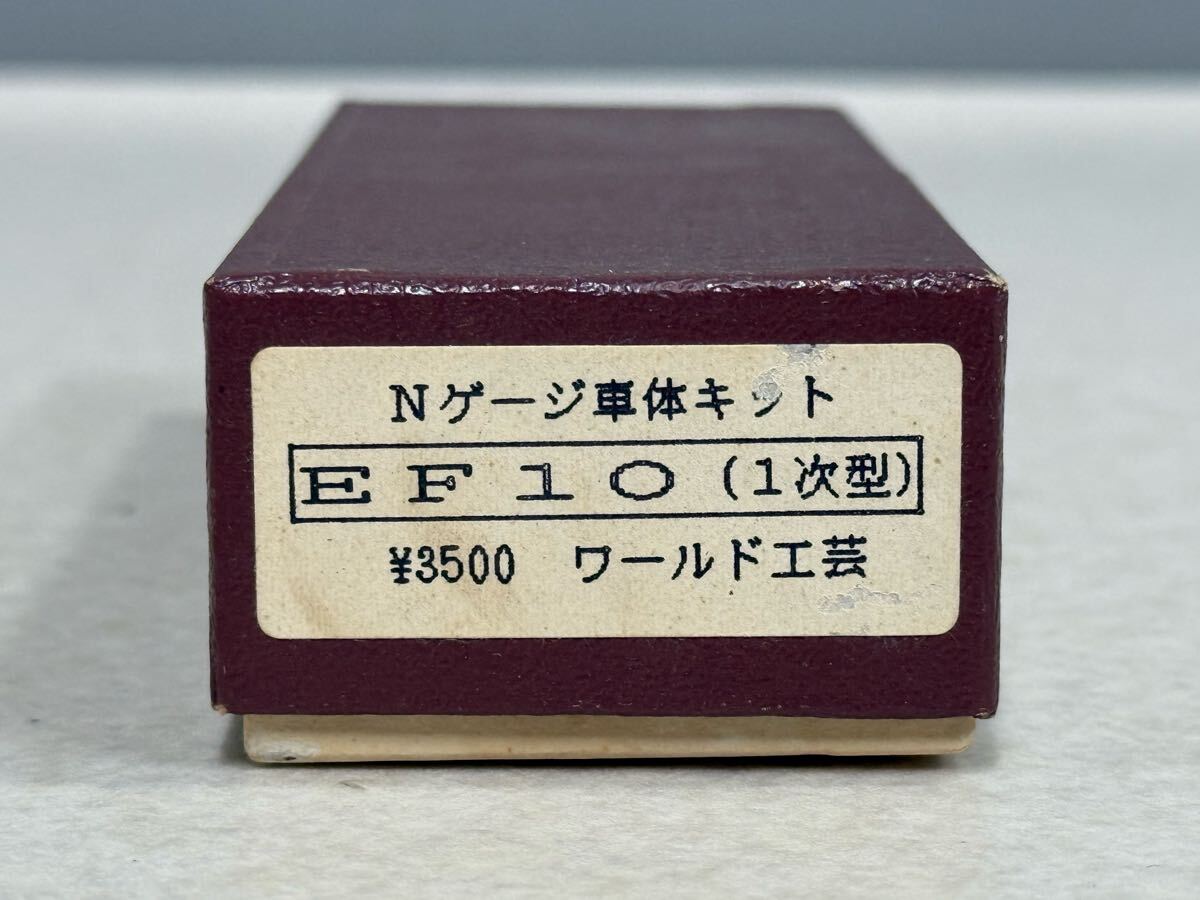 Nゲージ車体キット
EF10(1次型)
¥3500 ワールド工芸